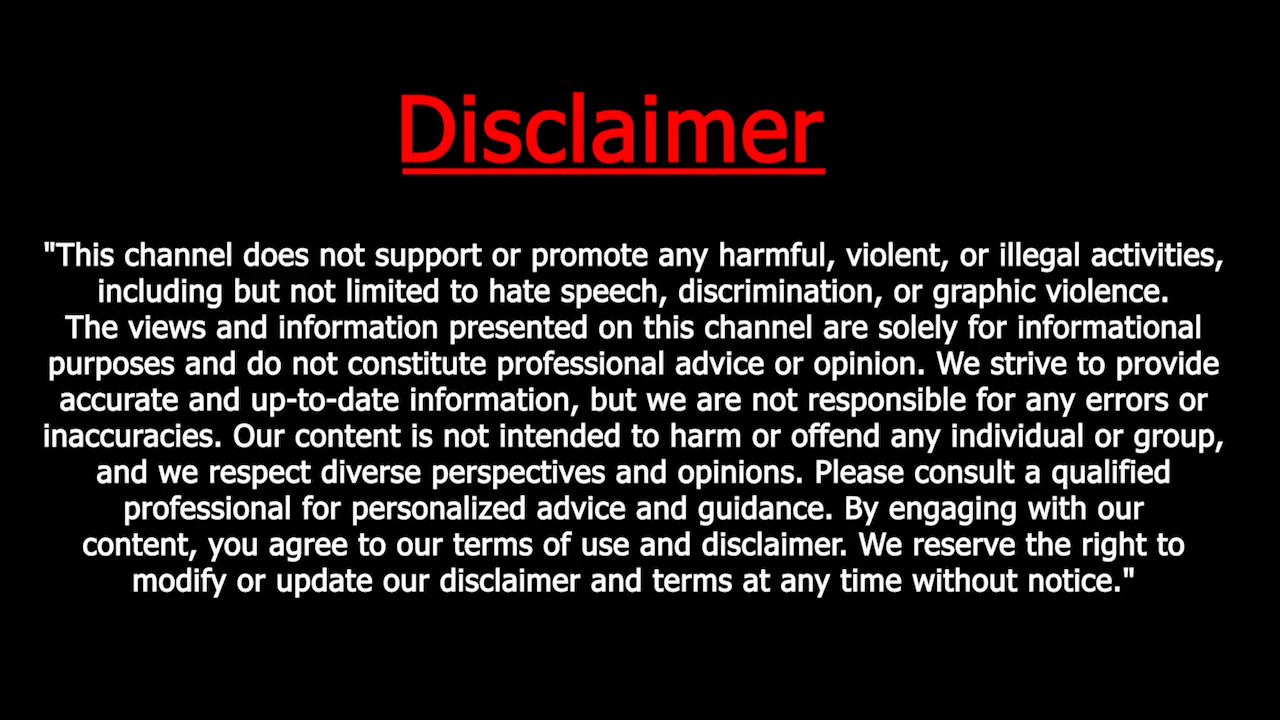 Disclaimer
"This channel does not support or promote any harmful, violent, or illegal activities,
including but not limited to hate speech, discrimination, or graphic violence.
The views and information presented on this channel are solely for informational
purposes and do not constitute professional advice or opinion. We strive to provide
accurate and up-to-date information, but we are not responsible for any errors or
inaccuracies. Our content is not intended to harm or offend any individual or group,
and we respect diverse perspectives and opinions. Please consult a qualified
professional for personalized advice and guidance. By engaging with our
content, you agree to our terms of use and disclaimer. We reserve the right to
modify or update our disclaimer and terms at any time without notice."